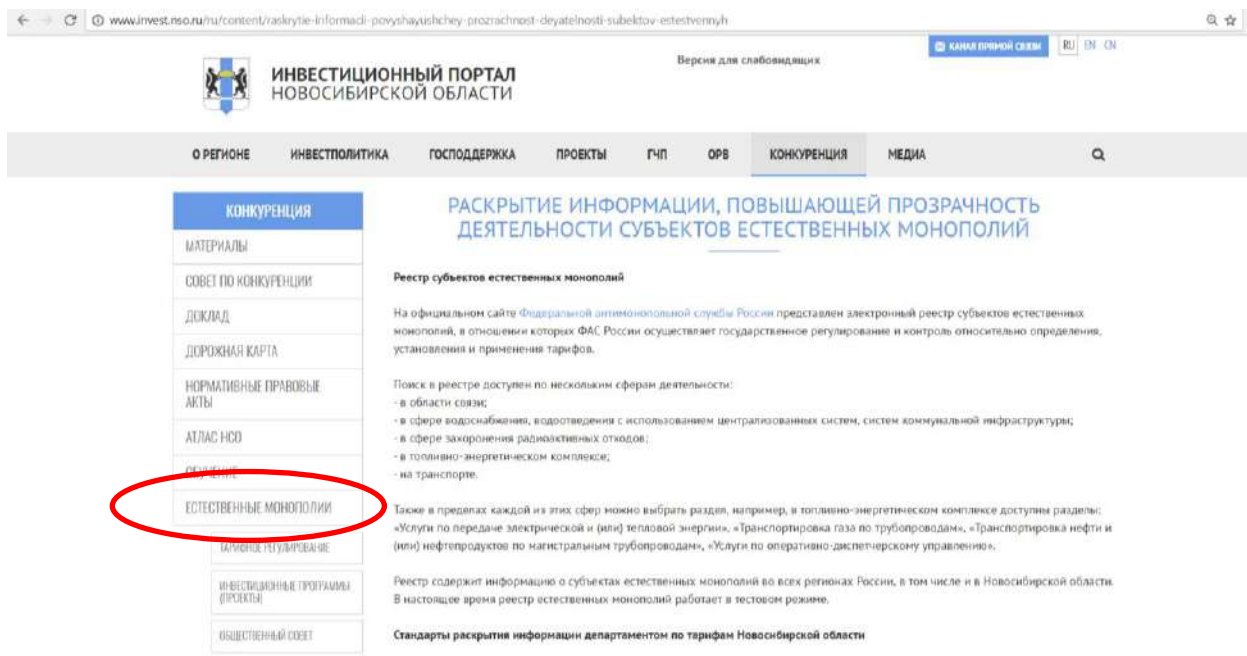 www.invest.nso.ru/ru/content/raskrytie-informacii-povyshayushchey-prozrachnost-deyatelnosti-subektov-estestvennyh
КАНАЛ ПРЯМОЙ СВЯЗИ
RU EN CN
Версия для слабовидящих
ИНВЕСТИЦИОННЫЙ ПОРТАЛ
НОВОСИБИРСКОЙ ОБЛАСТИ
О РЕГИОНЕ ИНВЕСТПОЛИТИКА ГОСПОДДЕРЖКА ПРОЕКТЫ ГЧП ОРВ КОНКУРЕНЦИЯ МЕДИА
КОНКУРЕНЦИЯ
МАТЕРИАЛЫ
СОВЕТ ПО КОНКУРЕНЦИИ
ДОКЛАД
ДОРОЖНАЯ КАРТА
НОРМАТИВНЫЕ ПРАВОВЫЕ
АКТЫ
АТЛАС НСО
ОБУЧЕНИЕ
ЕСТЕСТВЕННЫЕ МОНОПОЛИИ
ТАРИФНОЕ РЕГУЛИРОВАНИЕ
ИНВЕСТИЦИОННЫЕ ПРОГРАММЫ
(ПРОЕКТЫ)
ОБЩЕСТВЕННЫЙ СОВЕТ
РАСКРЫТИЕ ИНФОРМАЦИИ, ПОВЫШАЮЩЕЙ ПРОЗРАЧНОСТЬ
ДЕЯТЕЛЬНОСТИ СУБЪЕКТОВ ЕСТЕСТВЕННЫХ МОНОПОЛИЙ
Реестр субъектов естественных монополий
На официальном сайте Федеральной антимонопольной службы России представлен электронный реестр субъектов естественных
монополий, в отношении которых ФАС России осуществляет государственное регулирование и контроль относительно определения,
установления и применения тарифов.
Поиск в реестре доступен по нескольким сферам деятельности:
- в области связи;
- в сфере водоснабжения, водоотведения с использованием централизованных систем, систем коммунальной инфраструктуры;
- в сфере захоронения радиоактивных отходов;
- в топливно-энергетическом комплексе;
- на транспорте.
Также в пределах каждой из этих сфер можно выбрать раздел, например, в топливно-энергетическом комплексе доступны разделы:
«Услуги по передаче электрической и (или) тепловой энергии», «Транспортировка газа по трубопроводам», «Транспортировка нефти и
(или) нефтепродуктов по магистральным трубопроводам», «Услуги по оперативно-диспетчерскому управлению».
Реестр содержит информацию о субъектах естественных монополий во всех регионах России, в том числе и в Новосибирской области.
В настоящее время реестр естественных монополий работает в тестовом режиме.
Стандарты раскрытия информации департаментом по тарифам Новосибирской области